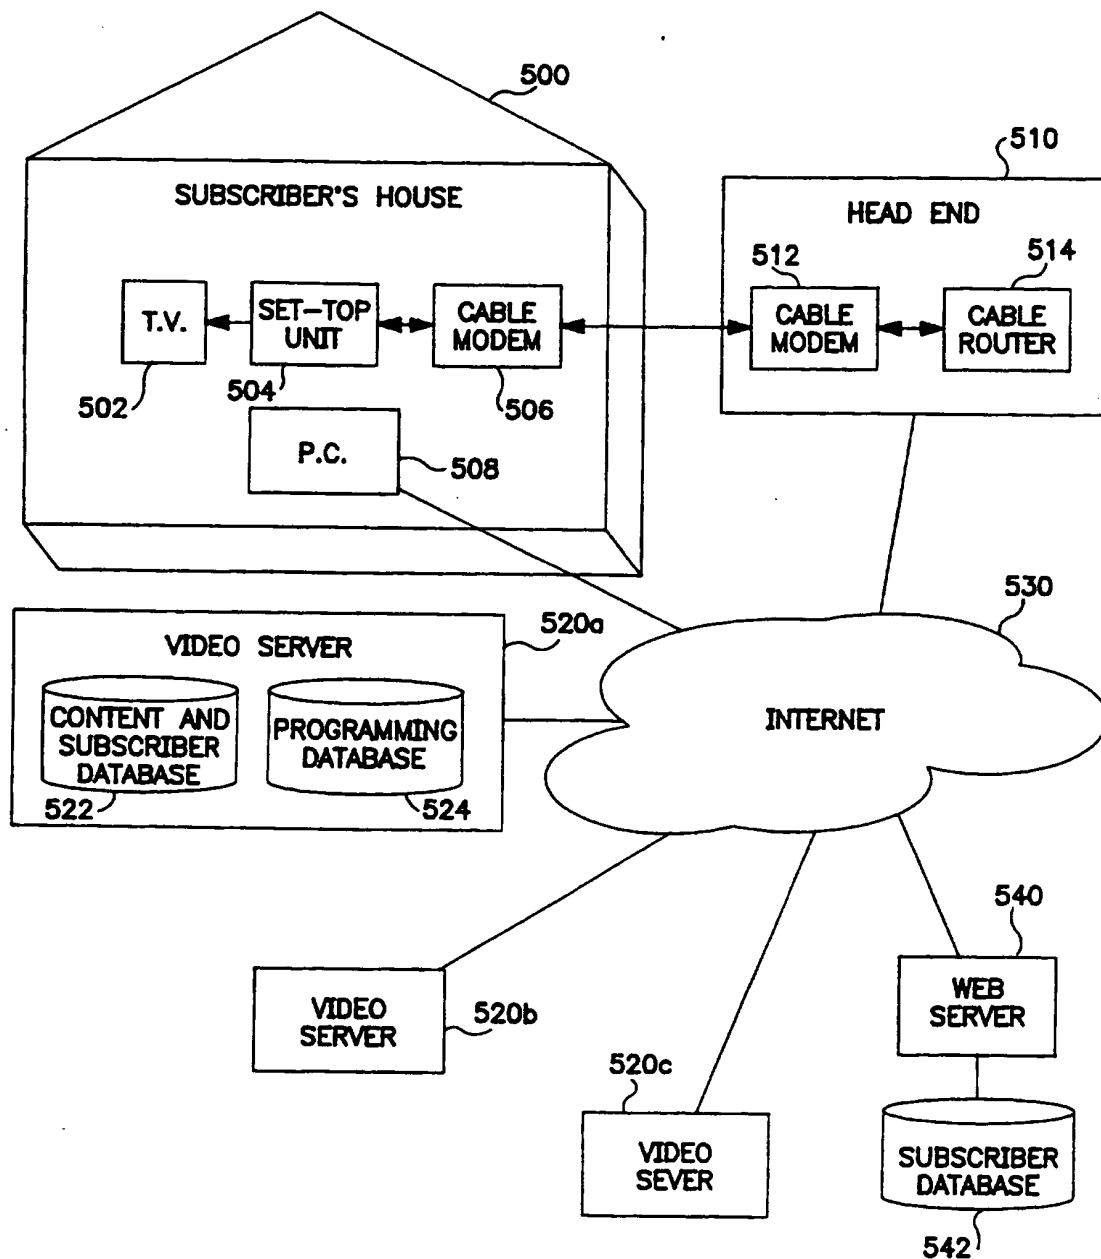 500
SUBSCRIBER'S HOUSE
T.V.
SET-TOP
UNIT
CABLE
MODEM
502
504
506
P.C.
508
510
HEAD END
512
514
CABLE
MODEM
CABLE
ROUTER
520a
VIDEO SERVER
CONTENT AND
SUBSCRIBER
DATABASE
522
PROGRAMMING
DATABASE
524
530
INTERNET
VIDEO
SERVER
520b
520c
VIDEO
SEVER
540
WEB
SERVER
SUBSCRIBER
DATABASE
542